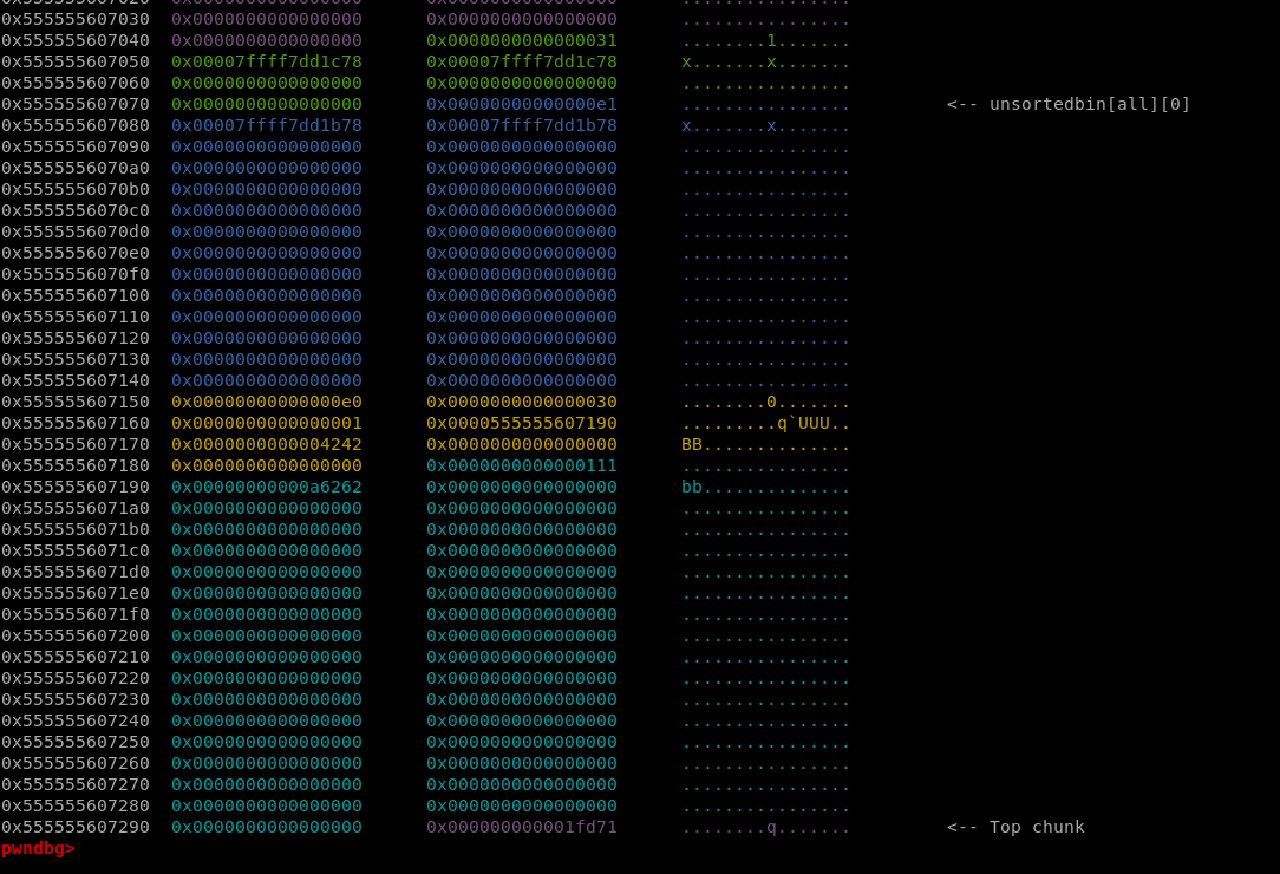 0x555555607020 0x0000000000000000 0x0000000000000000 ................
0x555555607030 0x0000000000000000 0x0000000000000000 ................
0x555555607040 0x0000000000000000 0x0000000000000031 ........1.......
0x555555607050 0x00007ffff7dd1c78 0x00007ffff7dd1c78 x.......x.......
0x555555607060 0x0000000000000000 0x0000000000000000 ................
0x555555607070 0x0000000000000000 0x00000000000000e1 ................ <-- unsortedbin[all][0]
0x555555607080 0x00007ffff7dd1b78 0x00007ffff7dd1b78 x.......x.......
0x555555607090 0x0000000000000000 0x0000000000000000 ................
0x5555556070a0 0x0000000000000000 0x0000000000000000 ................
0x5555556070b0 0x0000000000000000 0x0000000000000000 ................
0x5555556070c0 0x0000000000000000 0x0000000000000000 ................
0x5555556070d0 0x0000000000000000 0x0000000000000000 ................
0x5555556070e0 0x0000000000000000 0x0000000000000000 ................
0x5555556070f0 0x0000000000000000 0x0000000000000000 ................
0x555555607100 0x0000000000000000 0x0000000000000000 ................
0x555555607110 0x0000000000000000 0x0000000000000000 ................
0x555555607120 0x0000000000000000 0x0000000000000000 ................
0x555555607130 0x0000000000000000 0x0000000000000000 ................
0x555555607140 0x0000000000000000 0x0000000000000000 ................
0x555555607150 0x00000000000000e0 0x0000000000000030 ........0.......
0x555555607160 0x0000000000000001 0x0000555555607190 .........q`UUU..
0x555555607170 0x0000000000004242 0x0000000000000000 BB..............
0x555555607180 0x0000000000000000 0x0000000000000111 ................
0x555555607190 0x00000000000a6262 0x0000000000000000 bb..............
0x5555556071a0 0x0000000000000000 0x0000000000000000 ................
0x5555556071b0 0x0000000000000000 0x0000000000000000 ................
0x5555556071c0 0x0000000000000000 0x0000000000000000 ................
0x5555556071d0 0x0000000000000000 0x0000000000000000 ................
0x5555556071e0 0x0000000000000000 0x0000000000000000 ................
0x5555556071f0 0x0000000000000000 0x0000000000000000 ................
0x555555607200 0x0000000000000000 0x0000000000000000 ................
0x555555607210 0x0000000000000000 0x0000000000000000 ................
0x555555607220 0x0000000000000000 0x0000000000000000 ................
0x555555607230 0x0000000000000000 0x0000000000000000 ................
0x555555607240 0x0000000000000000 0x0000000000000000 ................
0x555555607250 0x0000000000000000 0x0000000000000000 ................
0x555555607260 0x0000000000000000 0x0000000000000000 ................
0x555555607270 0x0000000000000000 0x0000000000000000 ................
0x555555607280 0x0000000000000000 0x0000000000000000 ................
0x555555607290 0x0000000000000000 0x000000000001fd71 ........q....... <-- Top chunk
pwndbg>